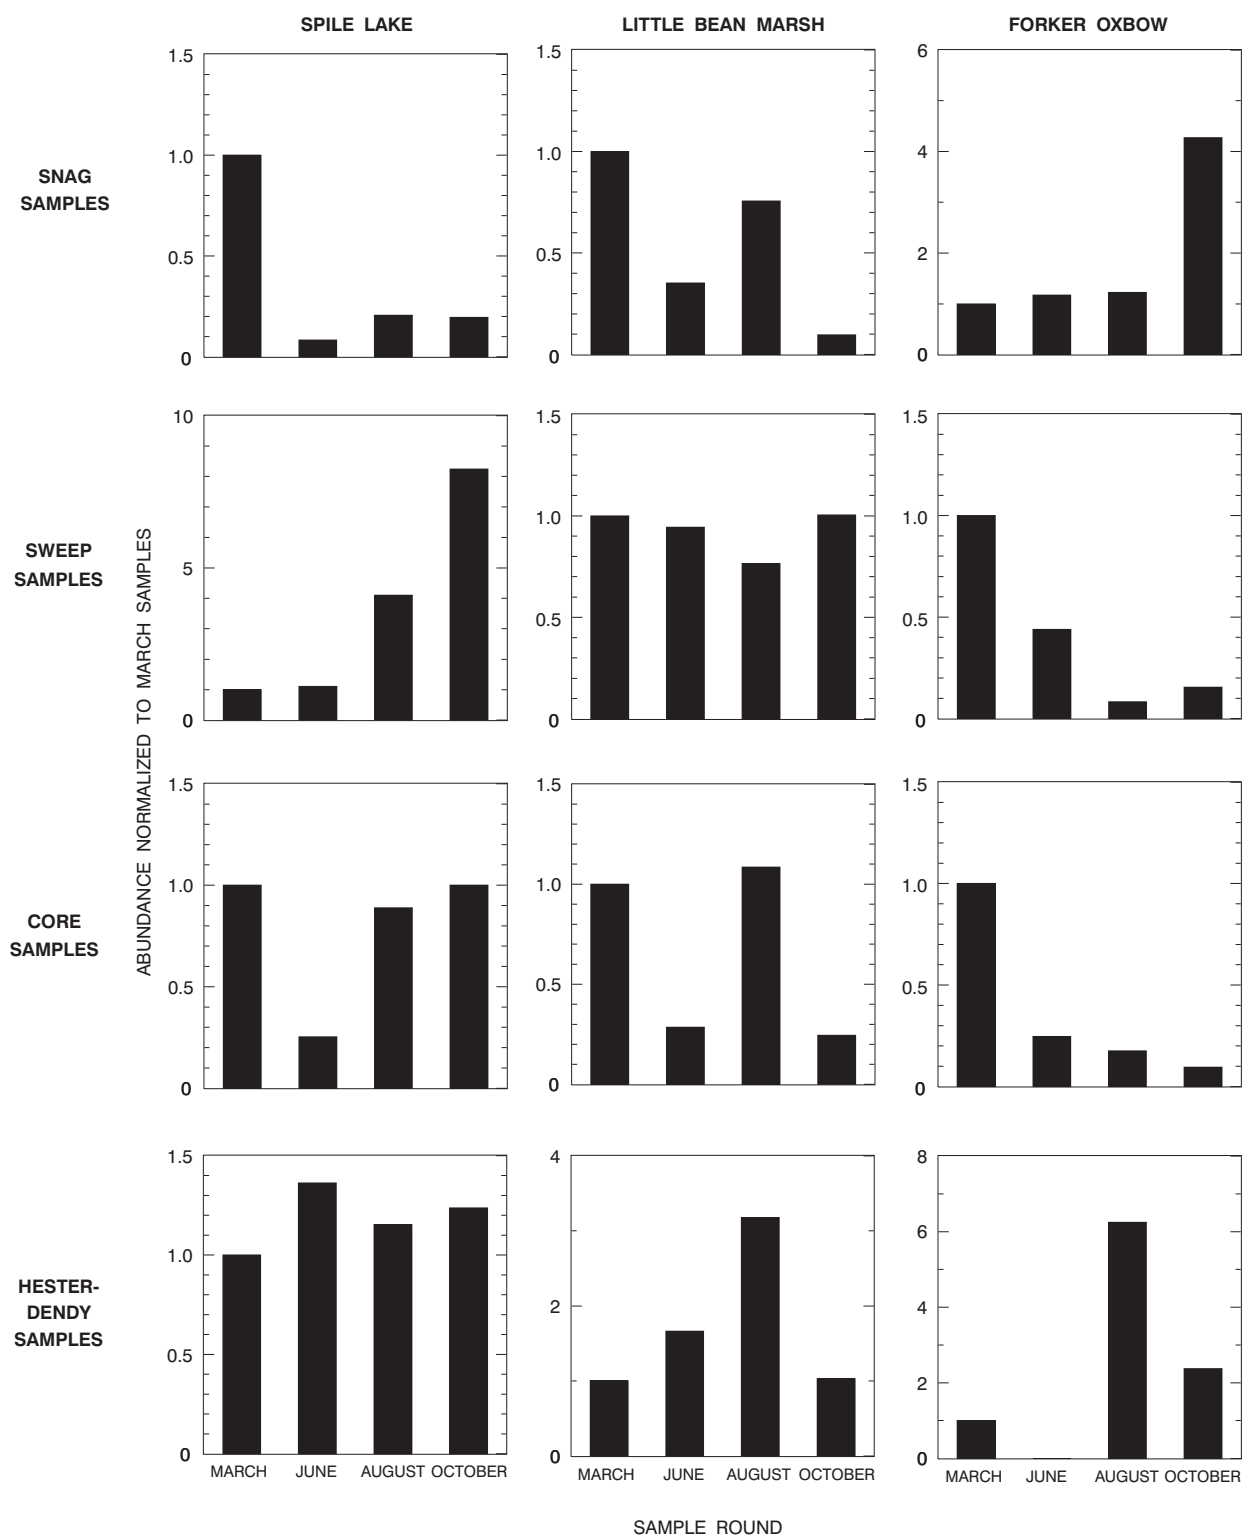 SPILE LAKE
LITTLE BEAN MARSH
FORKER OXBOW
SNAG
SAMPLES
1.5
1.0
0.5
0
1.5
1.0
0.5
0
6
4
2
0
SWEEP
SAMPLES
10
5
0
1.5
1.0
0.5
0
1.5
1.0
0.5
0
ABUNDANCE NORMALIZED TO MARCH SAMPLES
CORE
SAMPLES
1.5
1.0
0.5
0
1.5
1.0
0.5
0
1.5
1.0
0.5
0
HESTER-
DENDY
SAMPLES
1.5
1.0
0.5
0
4
2
0
8
6
4
2
0
MARCH JUNE AUGUST OCTOBER
MARCH JUNE AUGUST OCTOBER
MARCH JUNE AUGUST OCTOBER
SAMPLE ROUND